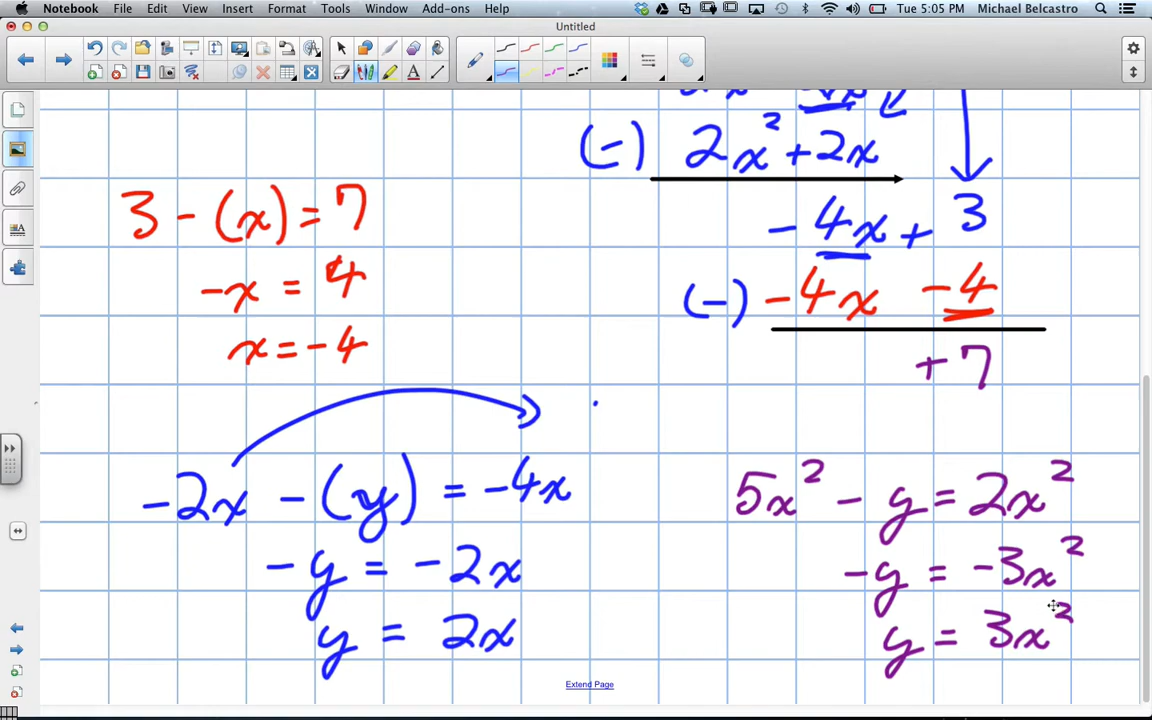 Notebook File Edit View Insert Format Tools Window Add-ons Help Tue 5:05 PM Michael Belcastro
Untitled
(-) 2x² + 2x
-4x + 3
(-) -4x -4
+7
3 - (x) = 7
-x = 4
x = -4
-2x - (y) = -4x
-y = -2x
y = 2x
5x² - y = 2x²
-y = -3x²
y = 3x²
Extend Page